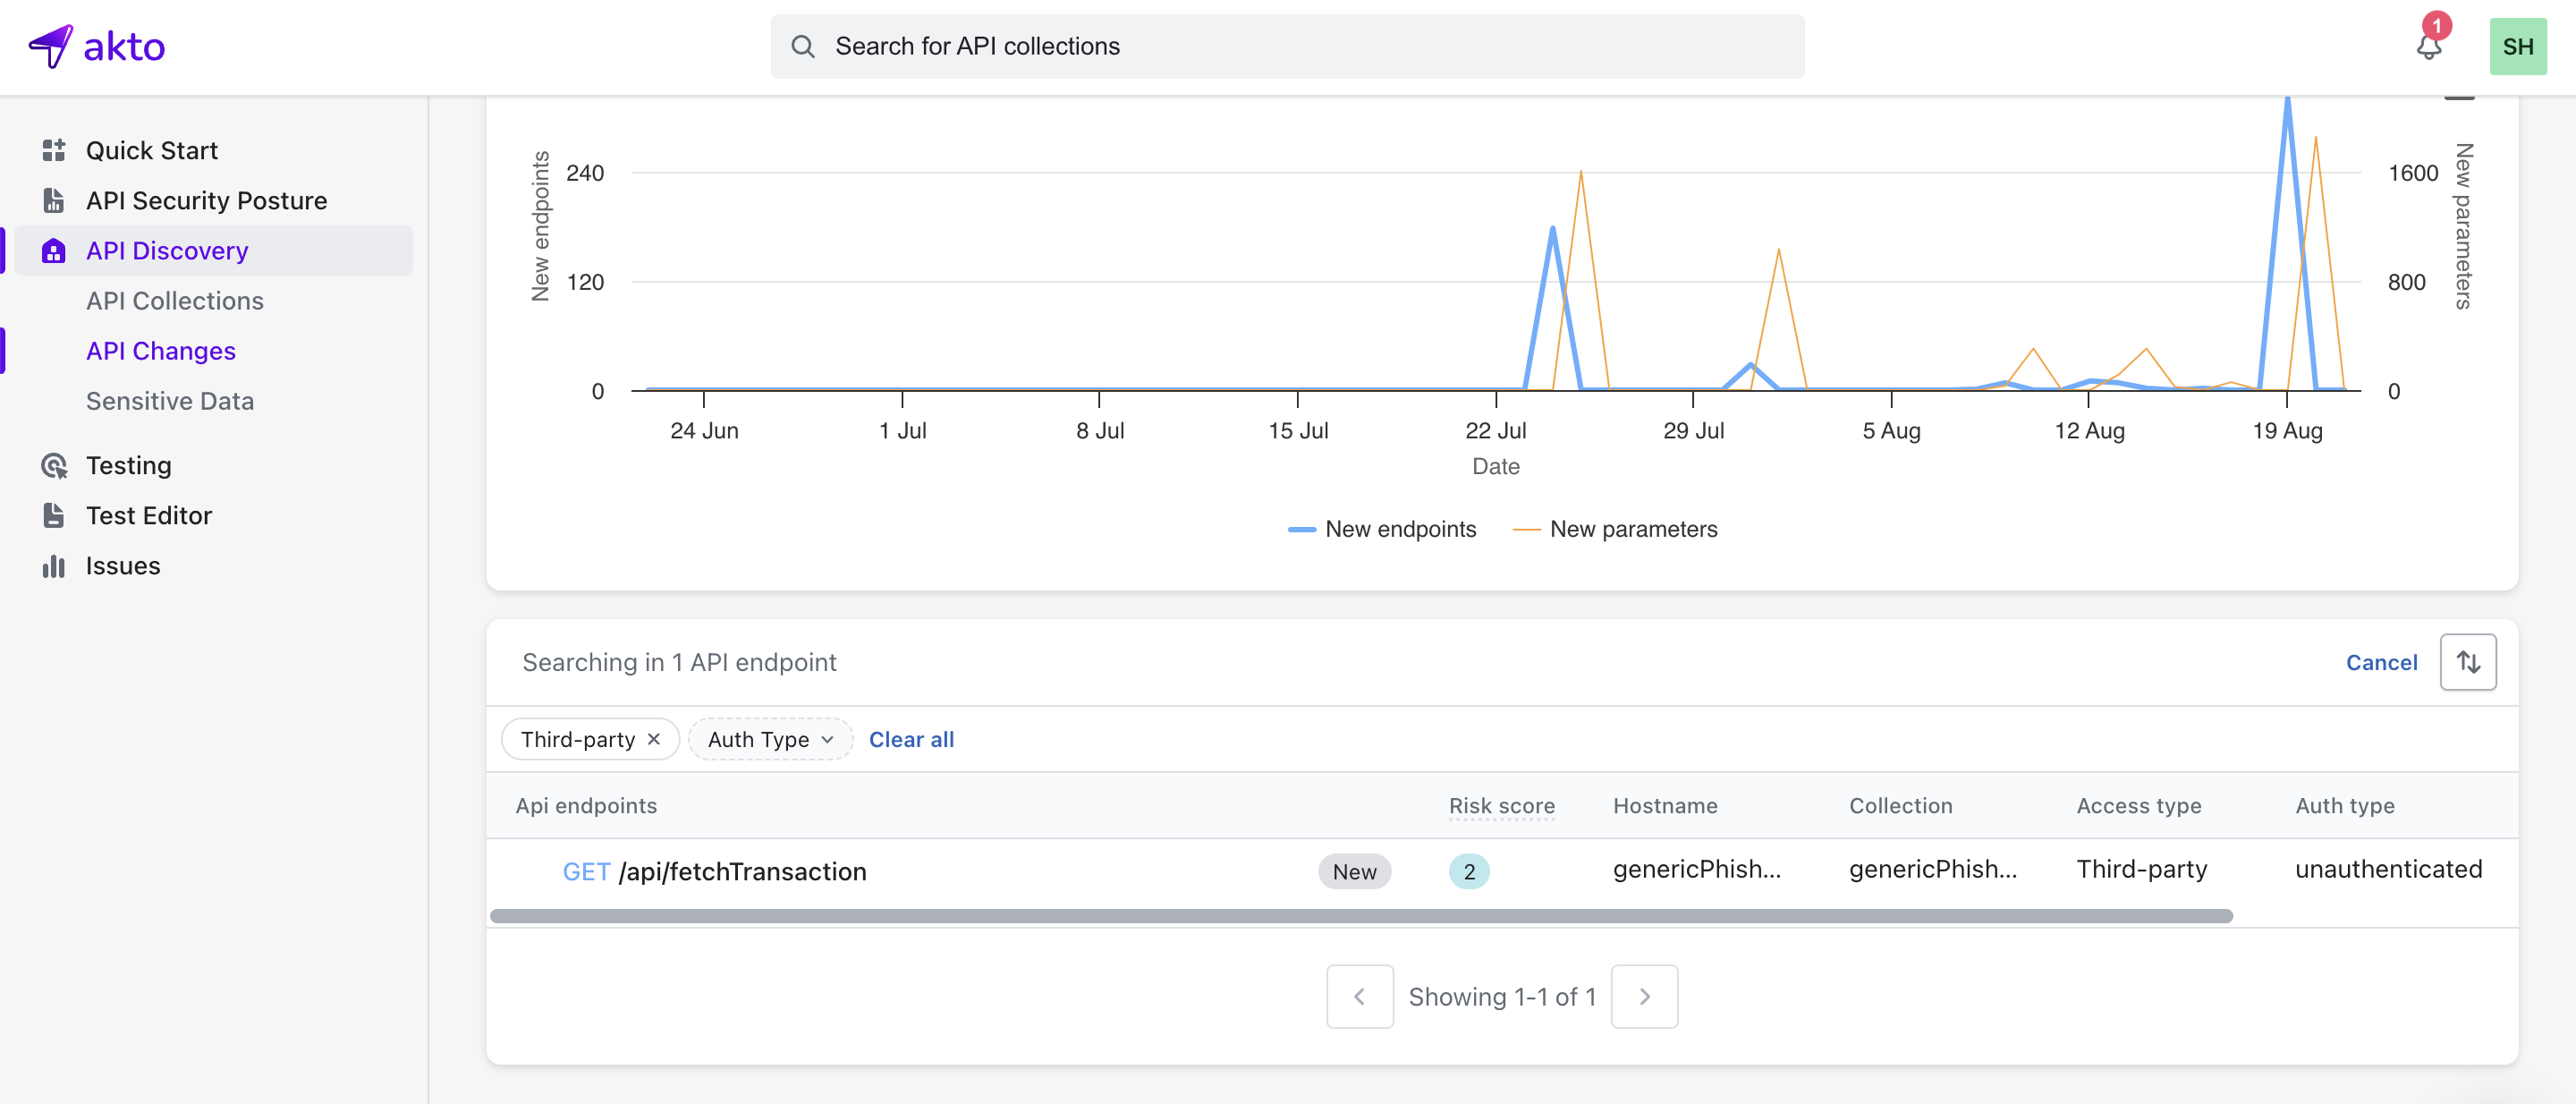 akto
Search for API collections
1
SH
Quick Start
API Security Posture
API Discovery
API Collections
API Changes
Sensitive Data
Testing
Test Editor
Issues
New endpoints
240
120
0
1600
800
0
New parameters
24 Jun
1 Jul
8 Jul
15 Jul
22 Jul
29 Jul
5 Aug
12 Aug
19 Aug
Date
New endpoints
New parameters
Searching in 1 API endpoint
Cancel
Third-party
Auth Type
Clear all
Api endpoints Risk score Hostname Collection Access type Auth type
GET /api/fetchTransaction New 2 genericPhish... genericPhish... Third-party unauthenticated
Showing 1-1 of 1